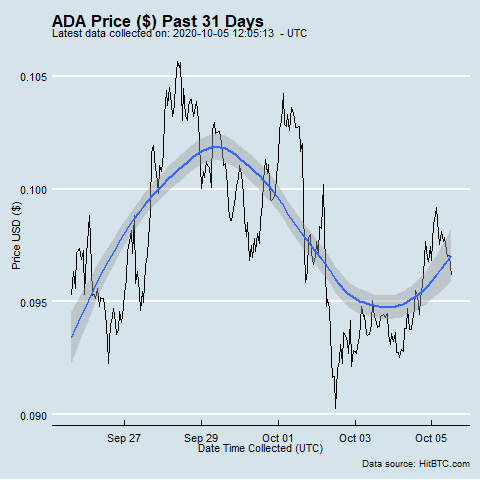 ADA Price ($) Past 31 Days
Latest data collected on: 2020-10-05 12:05:13 - UTC
0.105
0.100
0.095
0.090
Price USD ($)
Sep 27 Sep 29 Oct 01 Oct 03 Oct 05
Date Time Collected (UTC)
Data source: HitBTC.com